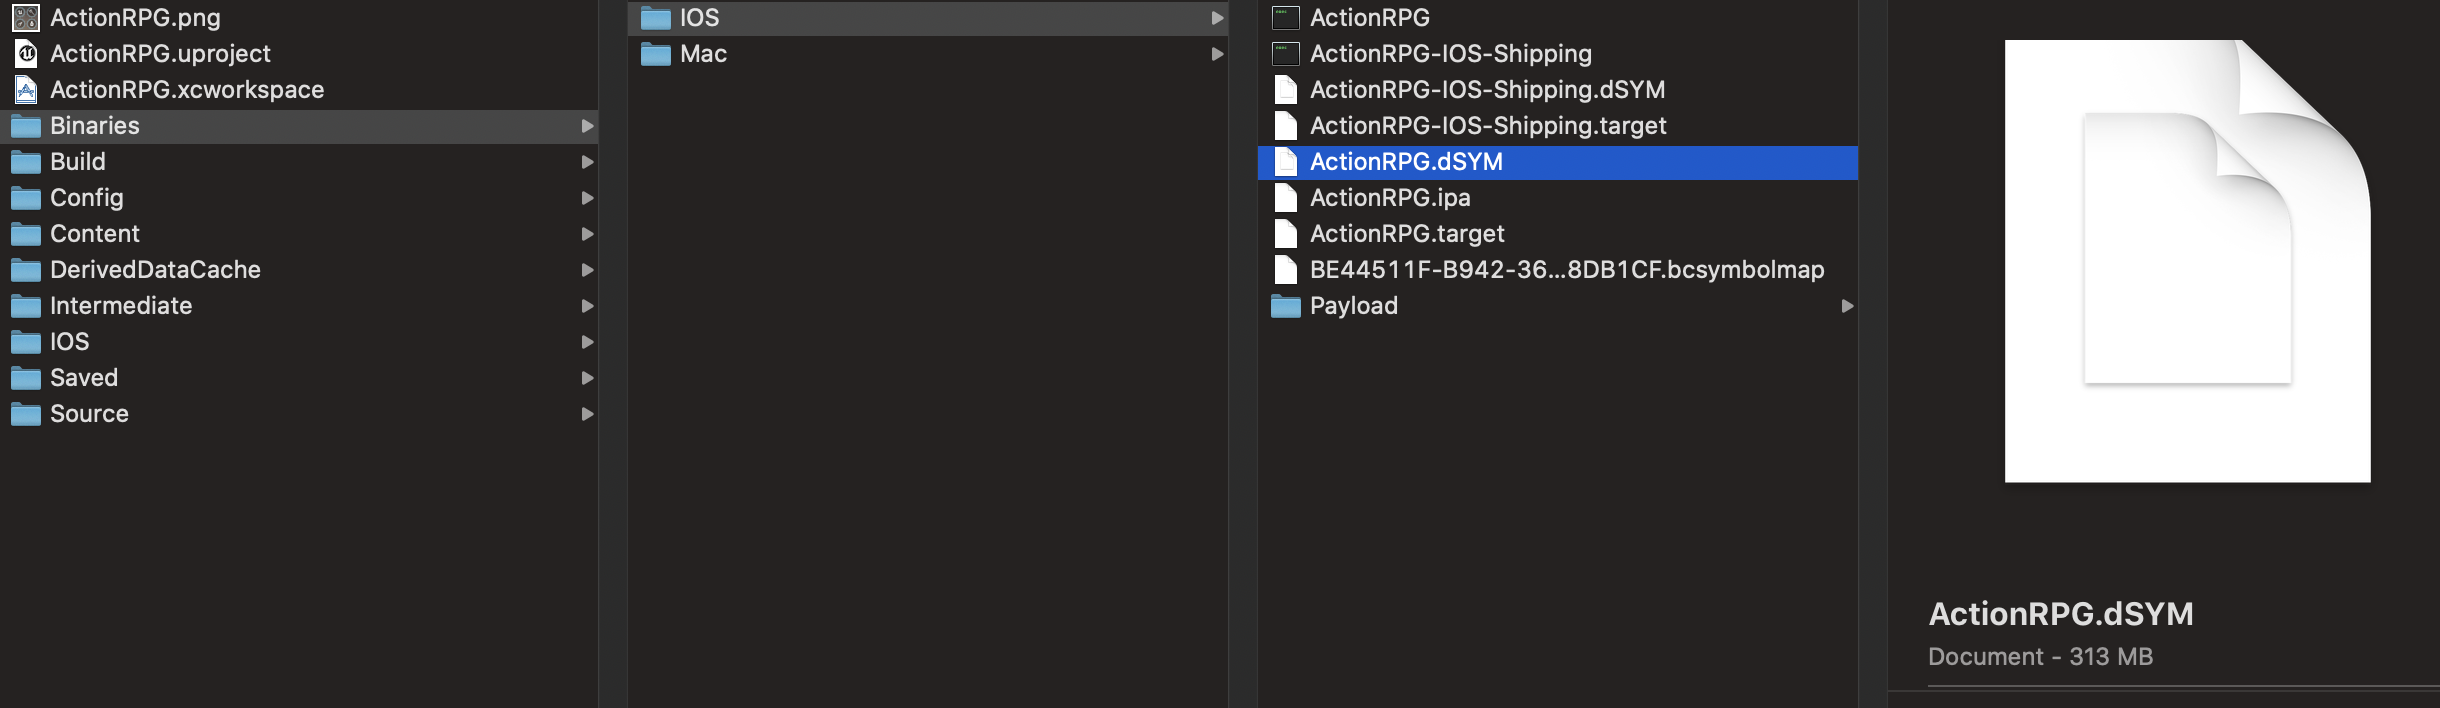 ActionRPG.png
ActionRPG.uproject
ActionRPG.xcworkspace
Binaries
Build
Config
Content
DerivedDataCache
Intermediate
IOS
Saved
Source
IOS
Mac
ActionRPG
ActionRPG-IOS-Shipping
ActionRPG-IOS-Shipping.dSYM
ActionRPG-IOS-Shipping.target
ActionRPG.dSYM
ActionRPG.ipa
ActionRPG.target
BE44511F-B942-36...8DB1CF.bcsymbolmap
Payload
ActionRPG.dSYM
Document - 313 MB